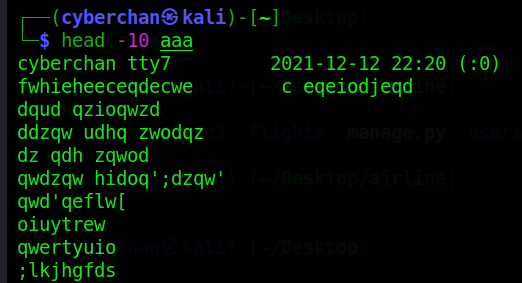 ┌──(cyberchan㉿kali)-[~]
└─$ head -10 aaa
cyberchan tty7         2021-12-12 22:20 (:0)
fwhieheeceqdecwe        c eqeiodjeqd
dqud qzioqwzd
ddzqw udhq zwodqz
dz qdh zqwod
qwdzqw hidoq';dzqw'
qwd'qeflw[
oiuytrew
qwertyuio
;lkjhgfds